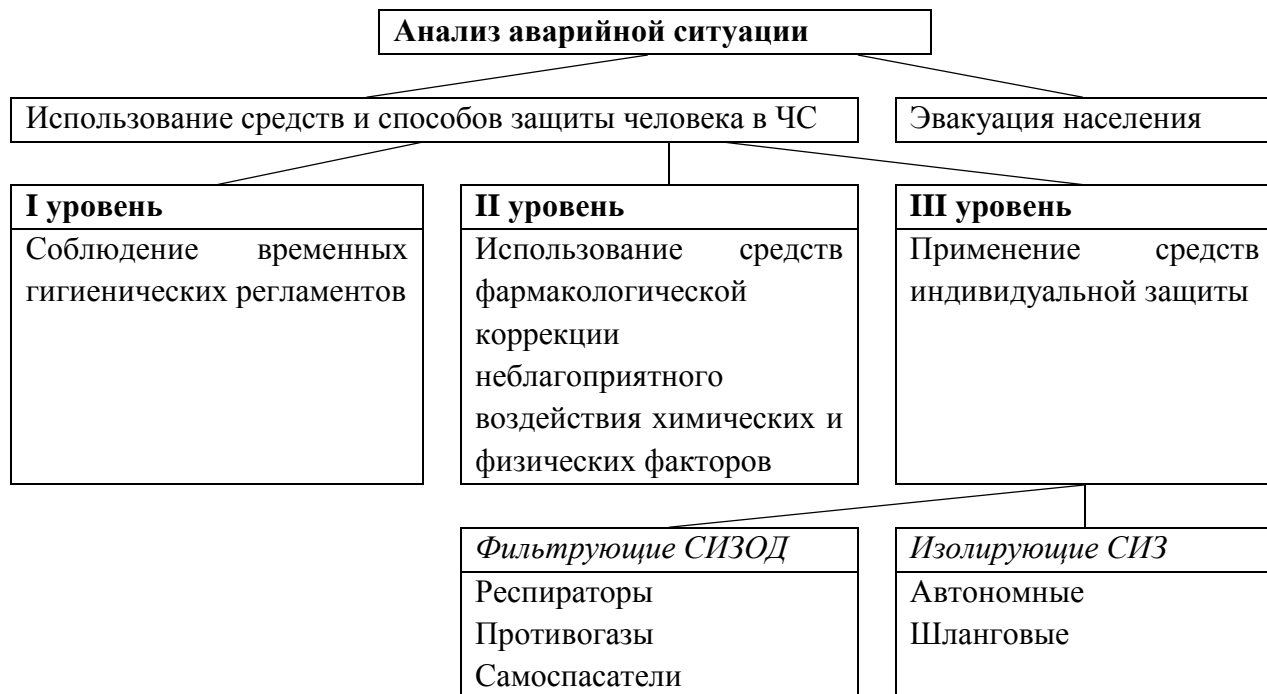 Анализ аварийной ситуации
Использование средств и способов защиты человека в ЧС
Эвакуация населения
I уровень
Соблюдение временных
гигиенических регламентов
II уровень
Использование средств
фармакологической
коррекции
неблагоприятного
воздействия химических и
физических факторов
III уровень
Применение средств
индивидуальной защиты
Фильтрующие СИЗОД
Респираторы
Противогазы
Самоспасатели
Изолирующие СИЗ
Автономные
Шланговые